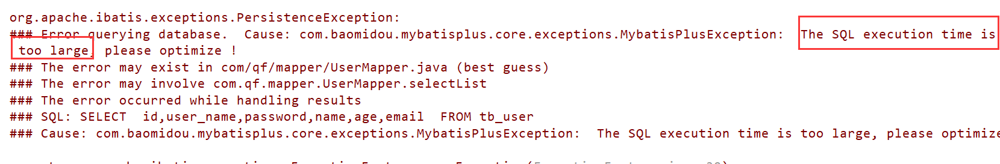 org.apache.ibatis.exceptions.PersistenceException:
### Error querying database.  Cause: com.baomidou.mybatisplus.core.exceptions.MybatisPlusException:  The SQL execution time is
too large, please optimize !
### The error may exist in com/qf/mapper/UserMapper.java (best guess)
### The error may involve com.qf.mapper.UserMapper.selectList
### The error occurred while handling results
### SQL: SELECT  id,user_name,password,name,age,email  FROM tb_user
### Cause: com.baomidou.mybatisplus.core.exceptions.MybatisPlusException:  The SQL execution time is too large, please optimize